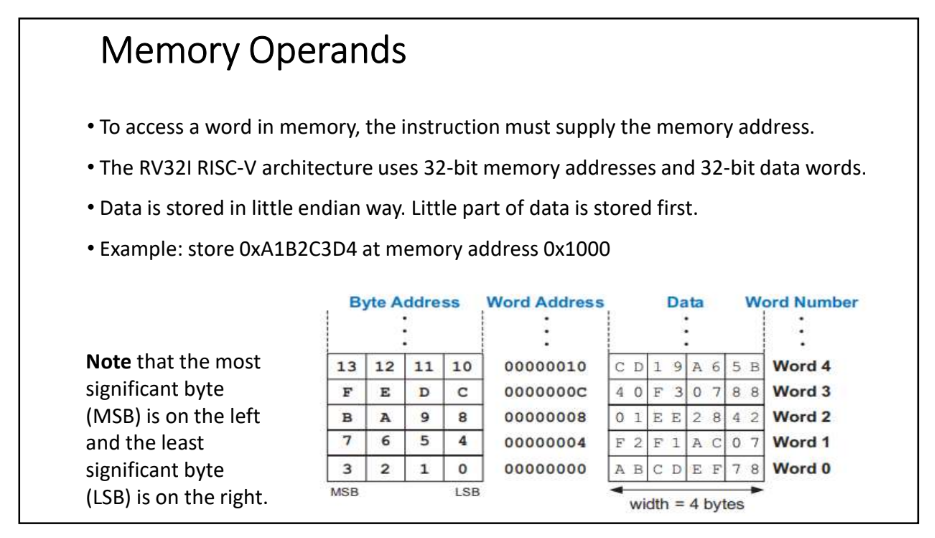 Memory Operands
• To access a word in memory, the instruction must supply the memory address.
• The RV32I RISC-V architecture uses 32-bit memory addresses and 32-bit data words.
• Data is stored in little endian way. Little part of data is stored first.
• Example: store 0xA1B2C3D4 at memory address 0x1000
Note that the most
significant byte
(MSB) is on the left
and the least
significant byte
(LSB) is on the right.
Byte Address Word Address Data Word Number
13 12 11 10 00000010 C D 1 9 A 6 5 B Word 4
F E D C 0000000C 4 0 F 3 0 7 8 8 Word 3
B A 9 8 00000008 0 1 E E 2 8 4 2 Word 2
7 6 5 4 00000004 F 2 F 1 A C 0 7 Word 1
3 2 1 0 00000000 A B C D E F 7 8 Word 0
MSB LSB
width = 4 bytes